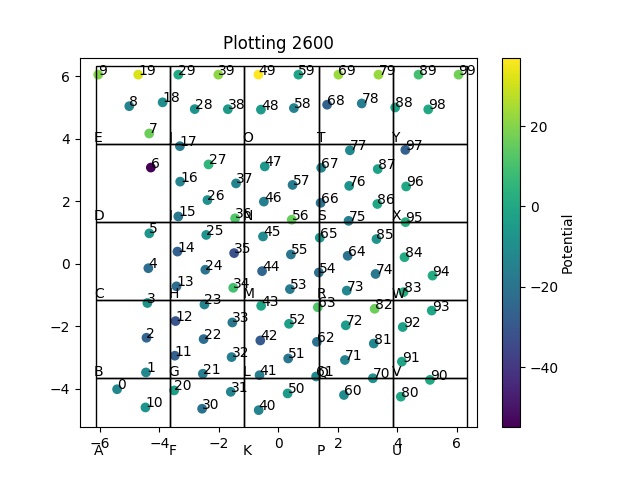 Plotting 2600
9 19 29 39 49 59 69 79 89 99
8 18 28 38 48 58 68 78 88 98
7
E I O T Y
17 27 37 47 57 67 77 87 97
6 16 26 36 46 56 66 76 86 96
D N S X
5 15 25 35 45 55 65 75 85 95
4 14 24 34 44 54 64 74 84 94
C H M R W
3 13 23 33 43 53 63 73 83 93
2 12 22 32 42 52 62 72 82 92
B G L Q V
1 11 21 31 41 51 61 71 81 91
0 10 20 30 40 50 60 70 80 90
A F K P U
6
4
2
0
−2
−4
−6 −4 −2 0 2 4 6
20
0
−20
−40
Potential